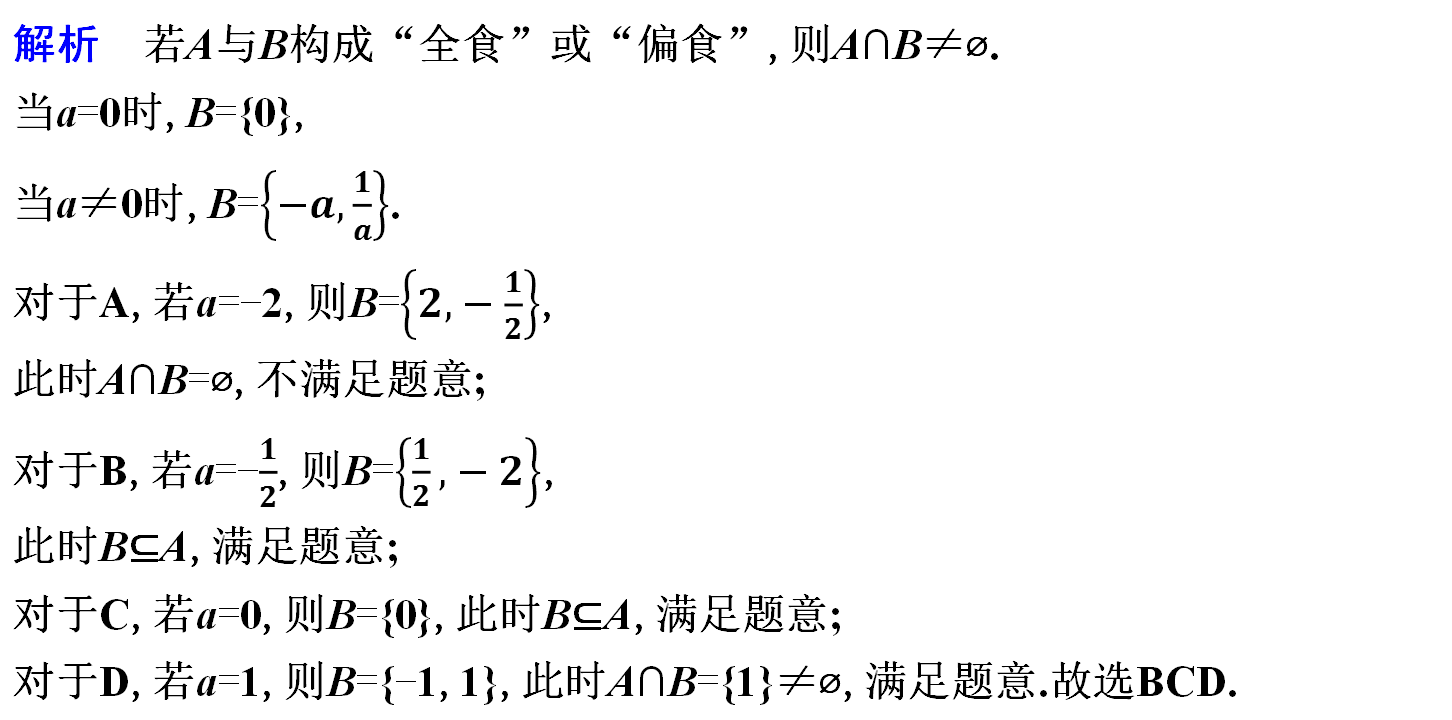 解析 若A与B构成“全食”或“偏食”, 则A∩B≠∅.
当a=0时, B={0},
当a≠0时, B={−a, 1/a}.
对于A, 若a=−2, 则B={2, −1/2},
此时A∩B=∅, 不满足题意;
对于B, 若a=−1/2, 则B={1/2, −2},
此时B⊆A, 满足题意;
对于C, 若a=0, 则B={0}, 此时B⊆A, 满足题意;
对于D, 若a=1, 则B={−1, 1}, 此时A∩B={1}≠∅, 满足题意.故选BCD.